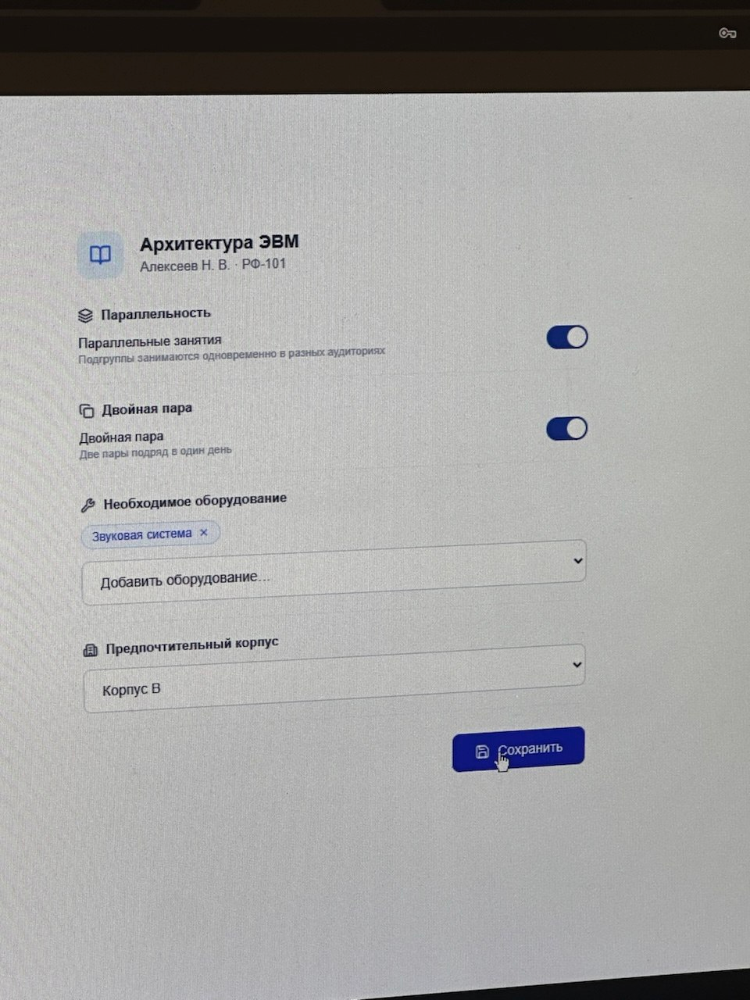 Архитектура ЭВМ
Алексеев Н. В. · РФ-101
Параллельность
Параллельные занятия
Подгруппы занимаются одновременно в разных аудиториях
Двойная пара
Двойная пара
Две пары подряд в один день
Необходимое оборудование
Звуковая система ×
Добавить оборудование...
Предпочтительный корпус
Корпус B
Сохранить